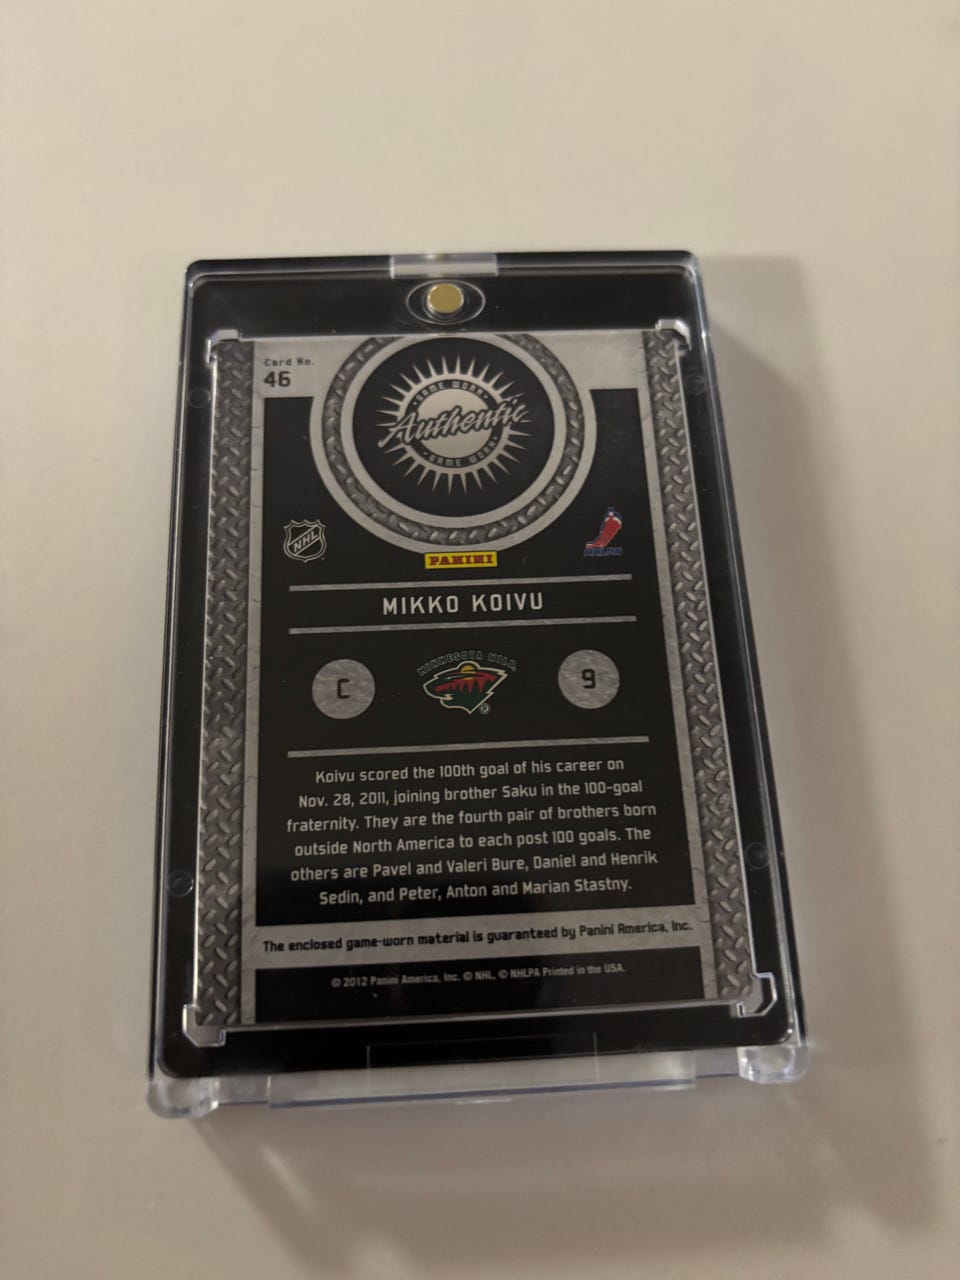 Card No.
46
GAME WORN
Authentic
GAME WORN
NHL
NHLPA
PANINI
MIKKO KOIVU
MINNESOTA WILD
C
9
®
Koivu scored the 100th goal of his career on
Nov. 28, 2011, joining brother Saku in the 100-goal
fraternity. They are the fourth pair of brothers born
outside North America to each post 100 goals. The
others are Pavel and Valeri Bure, Daniel and Henrik
Sedin, and Peter, Anton and Marian Stastny.
The enclosed game-worn material is guaranteed by Panini America, Inc.
© 2012 Panini America, Inc. © NHL, © NHLPA Printed in the USA.